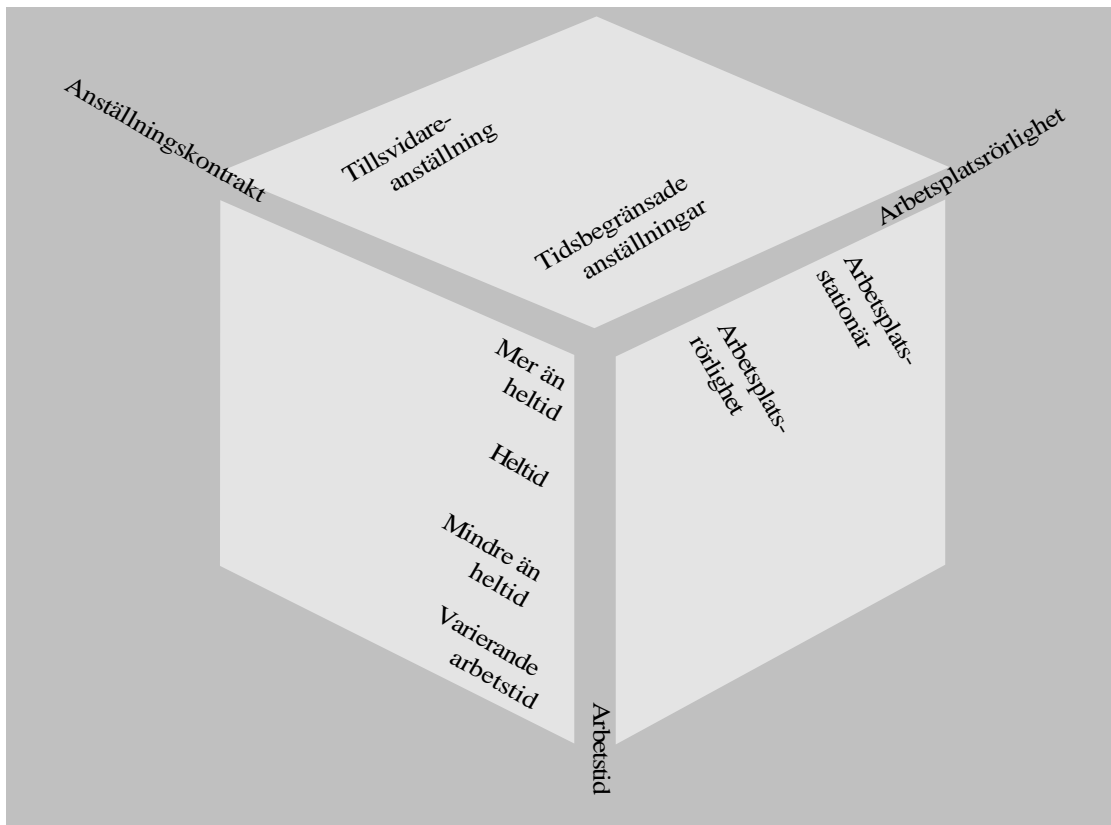 Anställningskontrakt
Tillsvidare-
anställning
Tidsbegränsade
anställningar
Arbetsplatsrörlighet
Arbetsplats-
stationär
Arbetsplats-
rörlighet
Mer än
heltid
Heltid
Mindre än
heltid
Varierande
arbetstid
Arbetstid